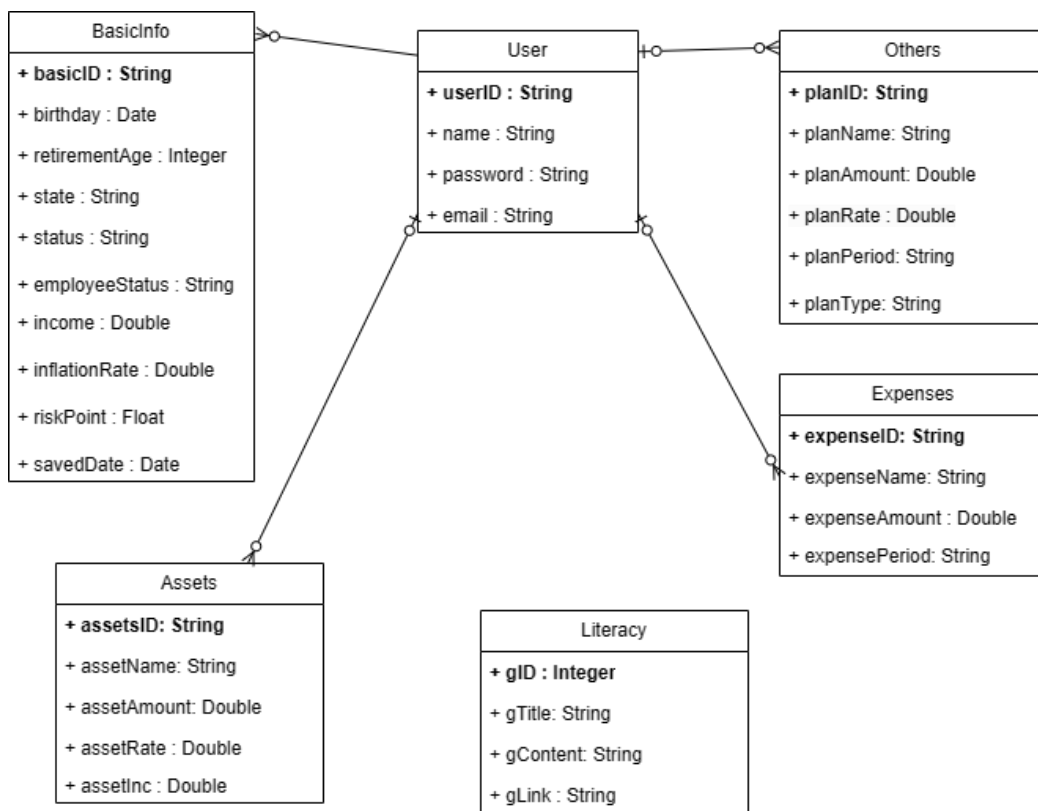 BasicInfo
+ basicID : String
+ birthday : Date
+ retirementAge : Integer
+ state : String
+ status : String
+ employeeStatus : String
+ income : Double
+ inflationRate : Double
+ riskPoint : Float
+ savedDate : Date
User
+ userID : String
+ name : String
+ password : String
+ email : String
Others
+ planID: String
+ planName: String
+ planAmount: Double
+ planRate : Double
+ planPeriod: String
+ planType: String
Expenses
+ expenseID: String
+ expenseName: String
+ expenseAmount : Double
+ expensePeriod: String
Assets
+ assetsID: String
+ assetName: String
+ assetAmount: Double
+ assetRate : Double
+ assetInc : Double
Literacy
+ gID : Integer
+ gTitle: String
+ gContent: String
+ gLink : String